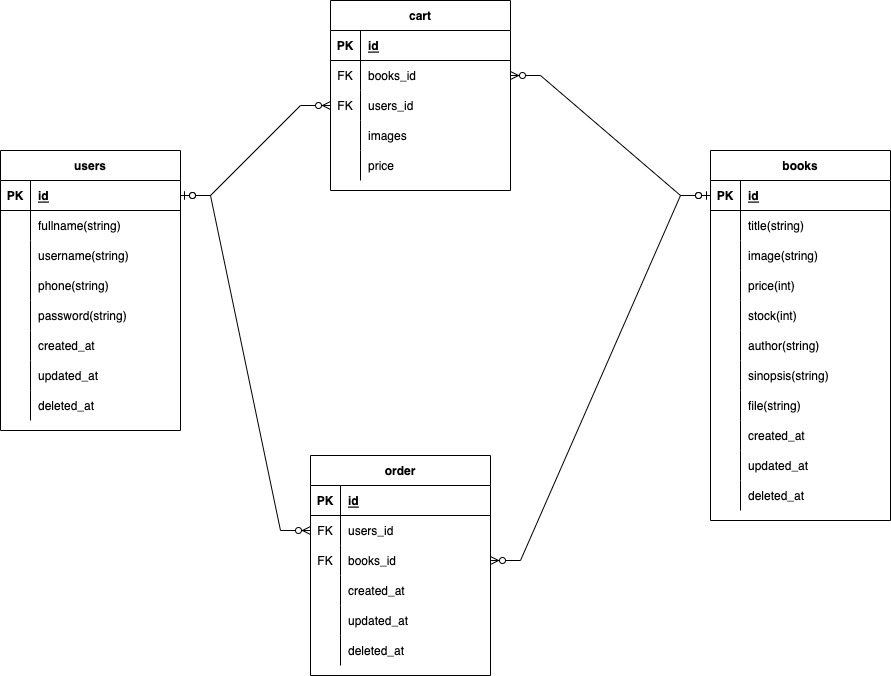 cart
PK id
FK books_id
FK users_id
images
price
users
PK id
fullname(string)
username(string)
phone(string)
password(string)
created_at
updated_at
deleted_at
books
PK id
title(string)
image(string)
price(int)
stock(int)
author(string)
sinopsis(string)
file(string)
created_at
updated_at
deleted_at
order
PK id
FK users_id
FK books_id
created_at
updated_at
deleted_at